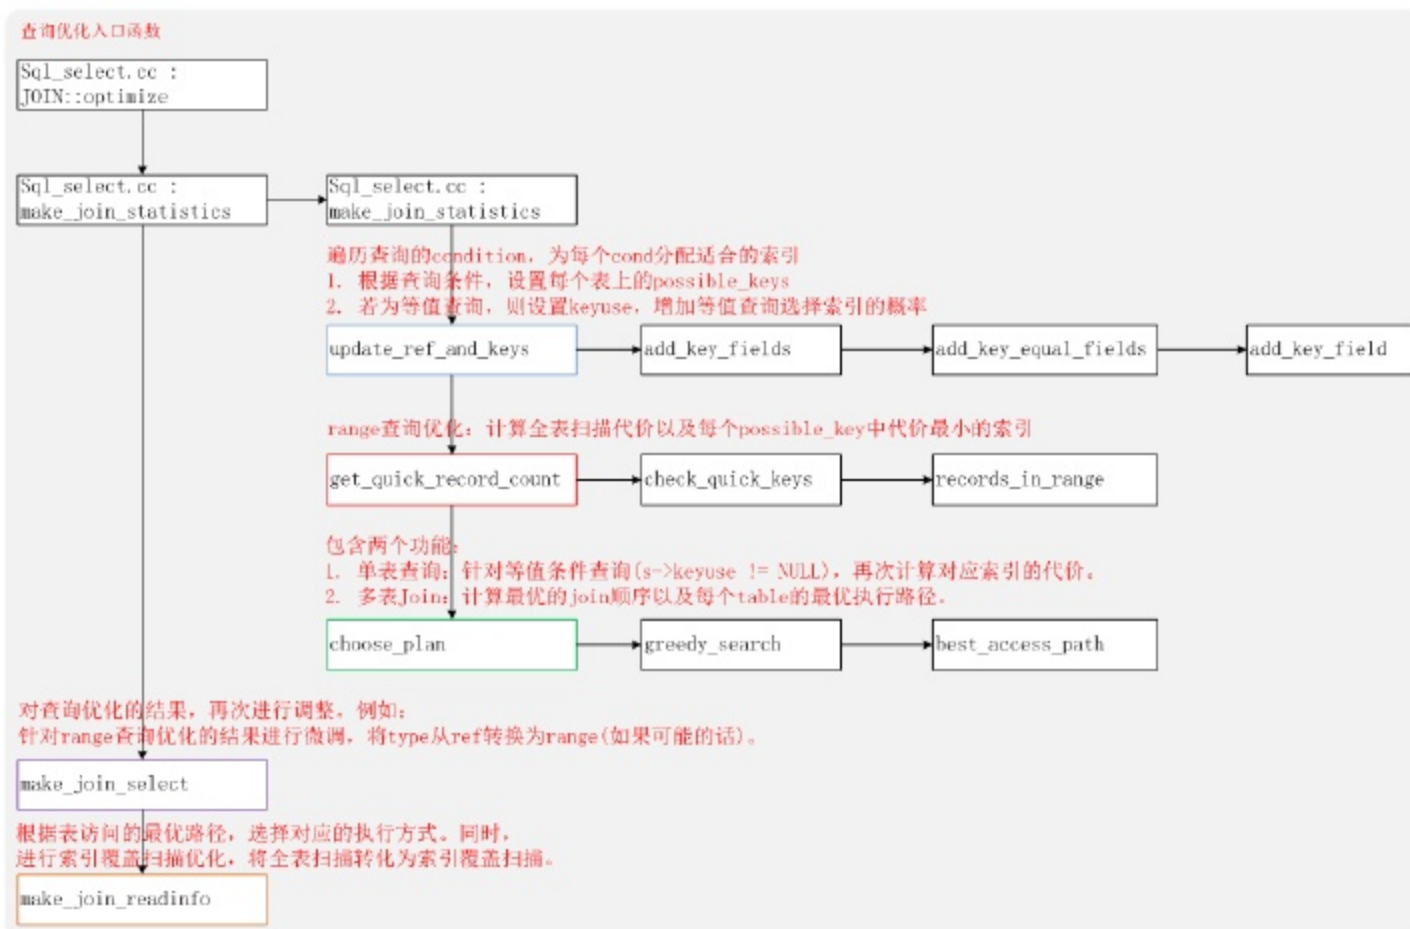 查询优化入口函数
Sql_select.cc :
JOIN::optimize
Sql_select.cc :
make_join_statistics
Sql_select.cc :
make_join_statistics
遍历查询的condition，为每个cond分配适合的索引
1. 根据查询条件，设置每个表上的possible_keys
2. 若为等值查询，则设置keyuse，增加等值查询选择索引的概率
update_ref_and_keys
add_key_fields
add_key_equal_fields
add_key_field
range查询优化：计算全表扫描代价以及每个possible_key中代价最小的索引
get_quick_record_count
check_quick_keys
records_in_range
包含两个功能：
1. 单表查询：针对等值条件查询(s->keyuse != NULL)，再次计算对应索引的代价。
2. 多表Join：计算最优的join顺序以及每个table的最优执行路径。
choose_plan
greedy_search
best_access_path
对查询优化的结果，再次进行调整。例如：
针对range查询优化的结果进行微调，将type从ref转换为range(如果可能的话)。
make_join_select
根据表访问的最优路径，选择对应的执行方式。同时，
进行索引覆盖扫描优化，将全表扫描转化为索引覆盖扫描。
make_join_readinfo